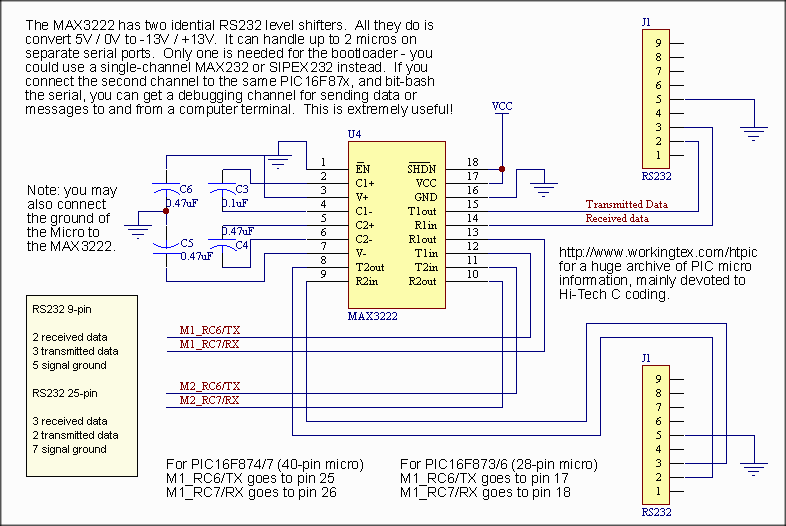 The MAX3222 has two idential RS232 level shifters.  All they do is
convert 5V / 0V to -13V / +13V.  It can handle up to 2 micros on
separate serial ports.  Only one is needed for the bootloader - you
could use a single-channel MAX232 or SIPEX232 instead.  If you
connect the second channel to the same PIC16F87x, and bit-bash
the serial, you can get a debugging channel for sending data or
messages to and from a computer terminal.  This is extremely useful!
J1
9
8
7
6
5
4
3
2
1
RS232
VCC
U4
1
2
3
4
5
6
7
8
9
EN
C1+
V+
C1-
C2+
C2-
V-
T2out
R2in
SHDN
VCC
GND
T1out
R1in
R1out
T1in
T2in
R2out
18
17
16
15
14
13
12
11
10
MAX3222
C6
0.47uF
C3
0.1uF
C5
0.47uF
0.47uF
C4
Note: you may
also connect
the ground of
the Micro to
the MAX3222.
Transmitted Data
Received data
http://www.workingtex.com/htpic
for a huge archive of PIC micro
information, mainly devoted to
Hi-Tech C coding.
RS232 9-pin
2 received data
3 transmitted data
5 signal ground
RS232 25-pin
3 received data
2 transmitted data
7 signal ground
M1_RC6/TX
M1_RC7/RX
M2_RC6/TX
M2_RC7/RX
J1
9
8
7
6
5
4
3
2
1
RS232
For PIC16F874/7 (40-pin micro)
M1_RC6/TX goes to pin 25
M1_RC7/RX goes to pin 26
For PIC16F873/6 (28-pin micro)
M1_RC6/TX goes to pin 17
M1_RC7/RX goes to pin 18